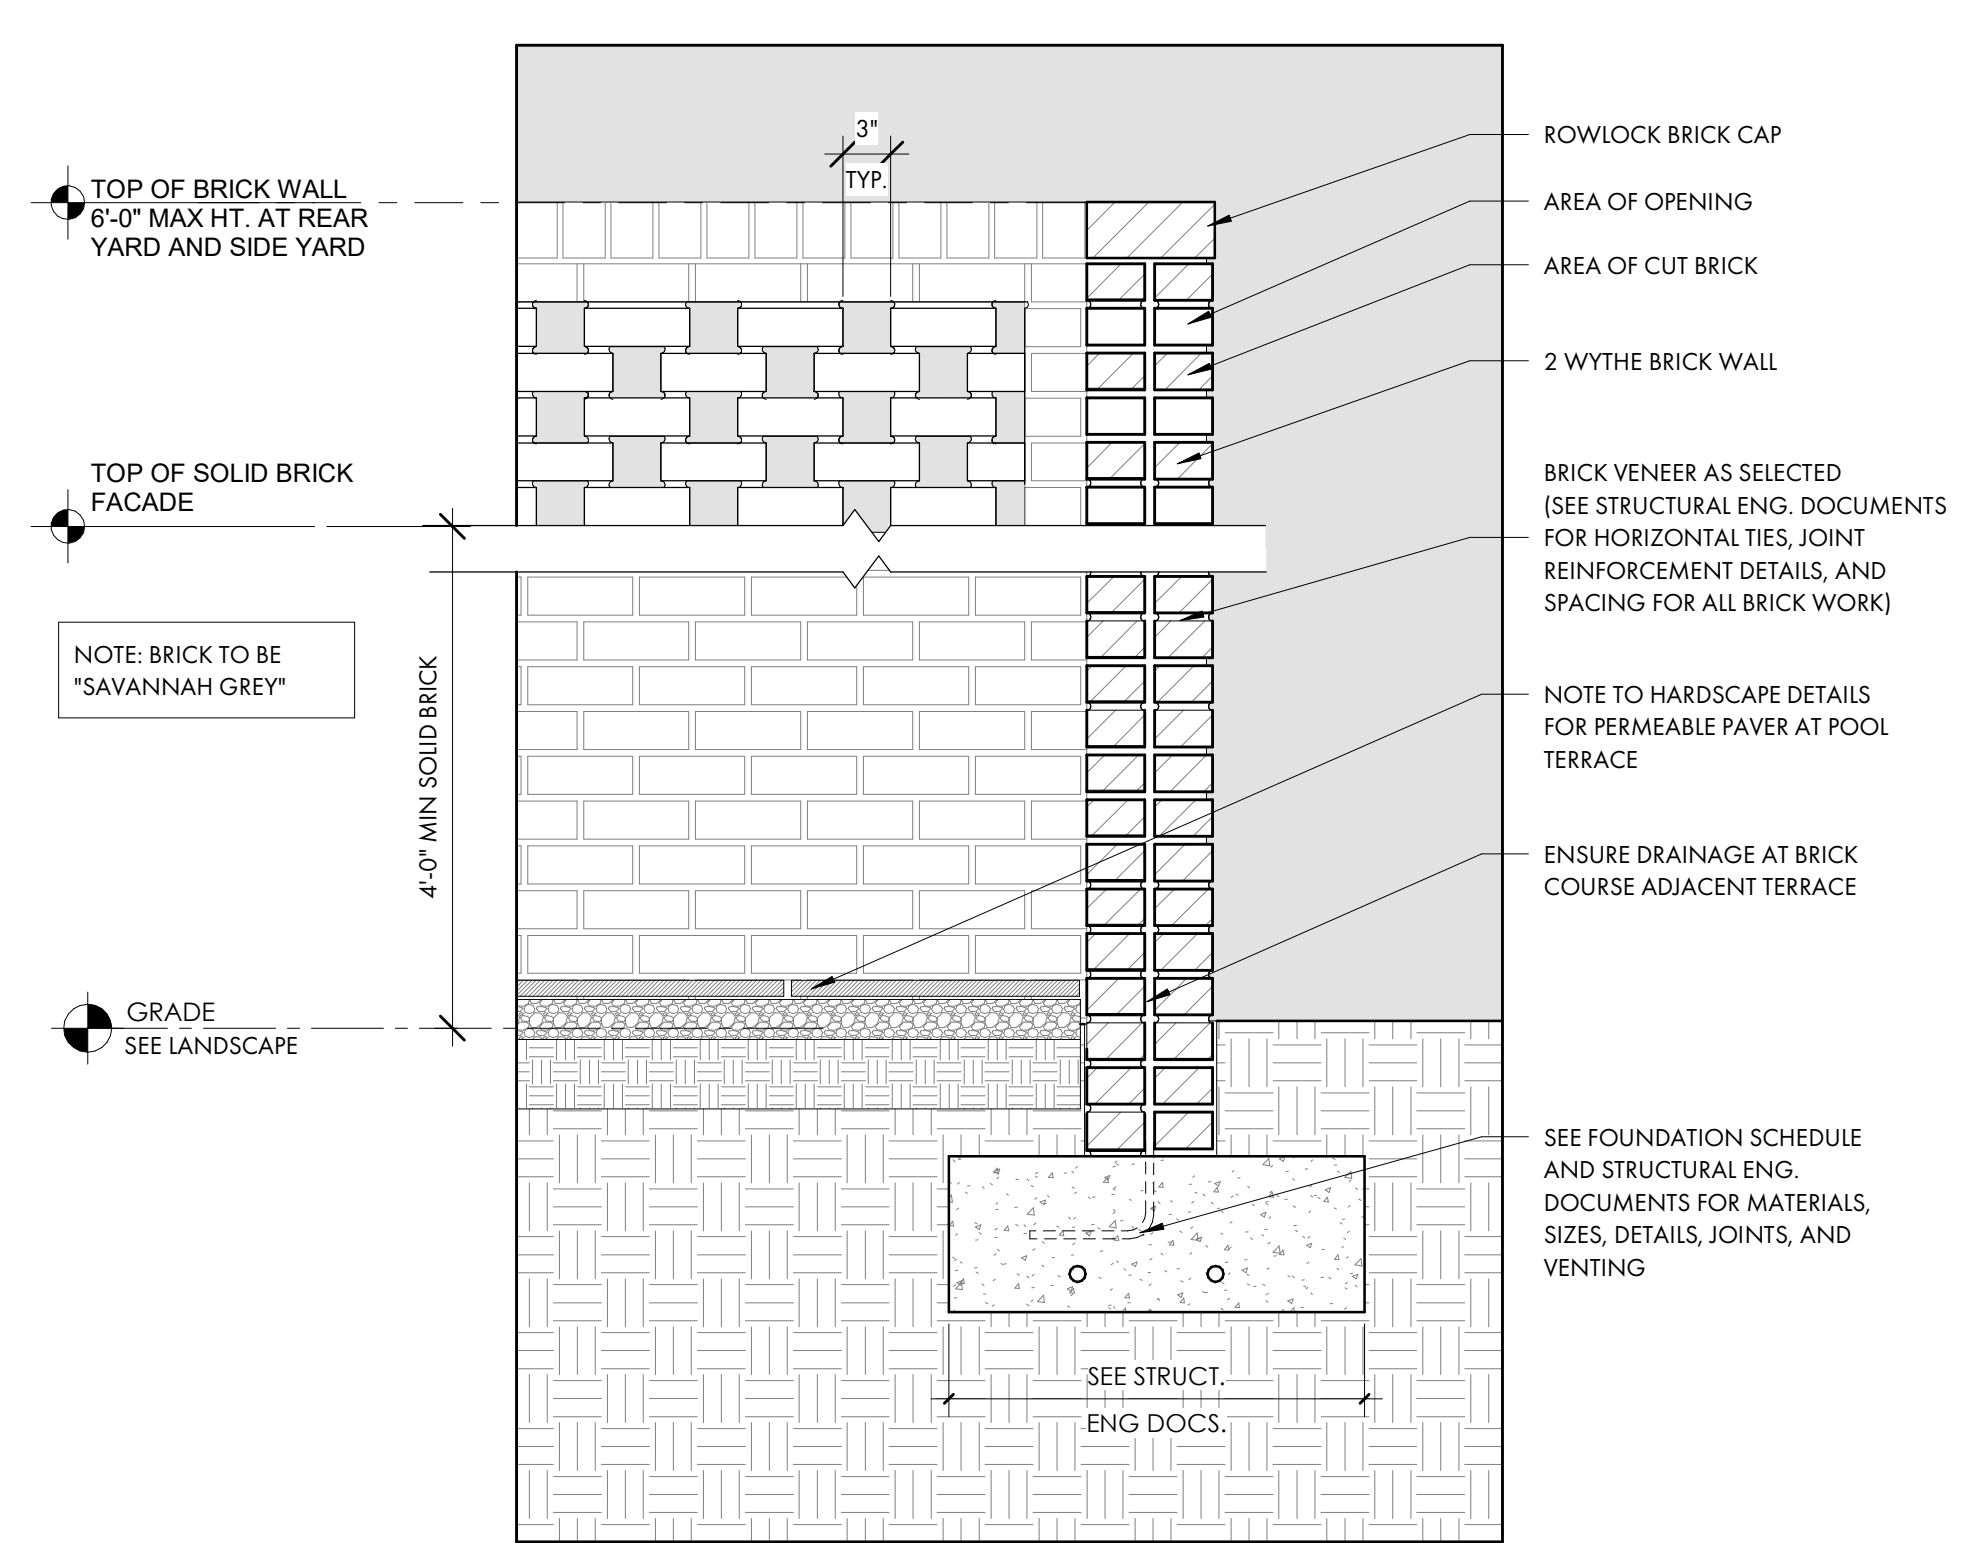 3"
TYP.
TOP OF BRICK WALL
6'-0" MAX HT. AT REAR
YARD AND SIDE YARD
TOP OF SOLID BRICK
FACADE
NOTE: BRICK TO BE
"SAVANNAH GREY"
4'-0" MIN SOLID BRICK
GRADE
SEE LANDSCAPE
ROWLOCK BRICK CAP
AREA OF OPENING
AREA OF CUT BRICK
2 WYTHE BRICK WALL
BRICK VENEER AS SELECTED
(SEE STRUCTURAL ENG. DOCUMENTS
FOR HORIZONTAL TIES, JOINT
REINFORCEMENT DETAILS, AND
SPACING FOR ALL BRICK WORK)
NOTE TO HARDSCAPE DETAILS
FOR PERMEABLE PAVER AT POOL
TERRACE
ENSURE DRAINAGE AT BRICK
COURSE ADJACENT TERRACE
SEE FOUNDATION SCHEDULE
AND STRUCTURAL ENG.
DOCUMENTS FOR MATERIALS,
SIZES, DETAILS, JOINTS, AND
VENTING
SEE STRUCT.
ENG DOCS.